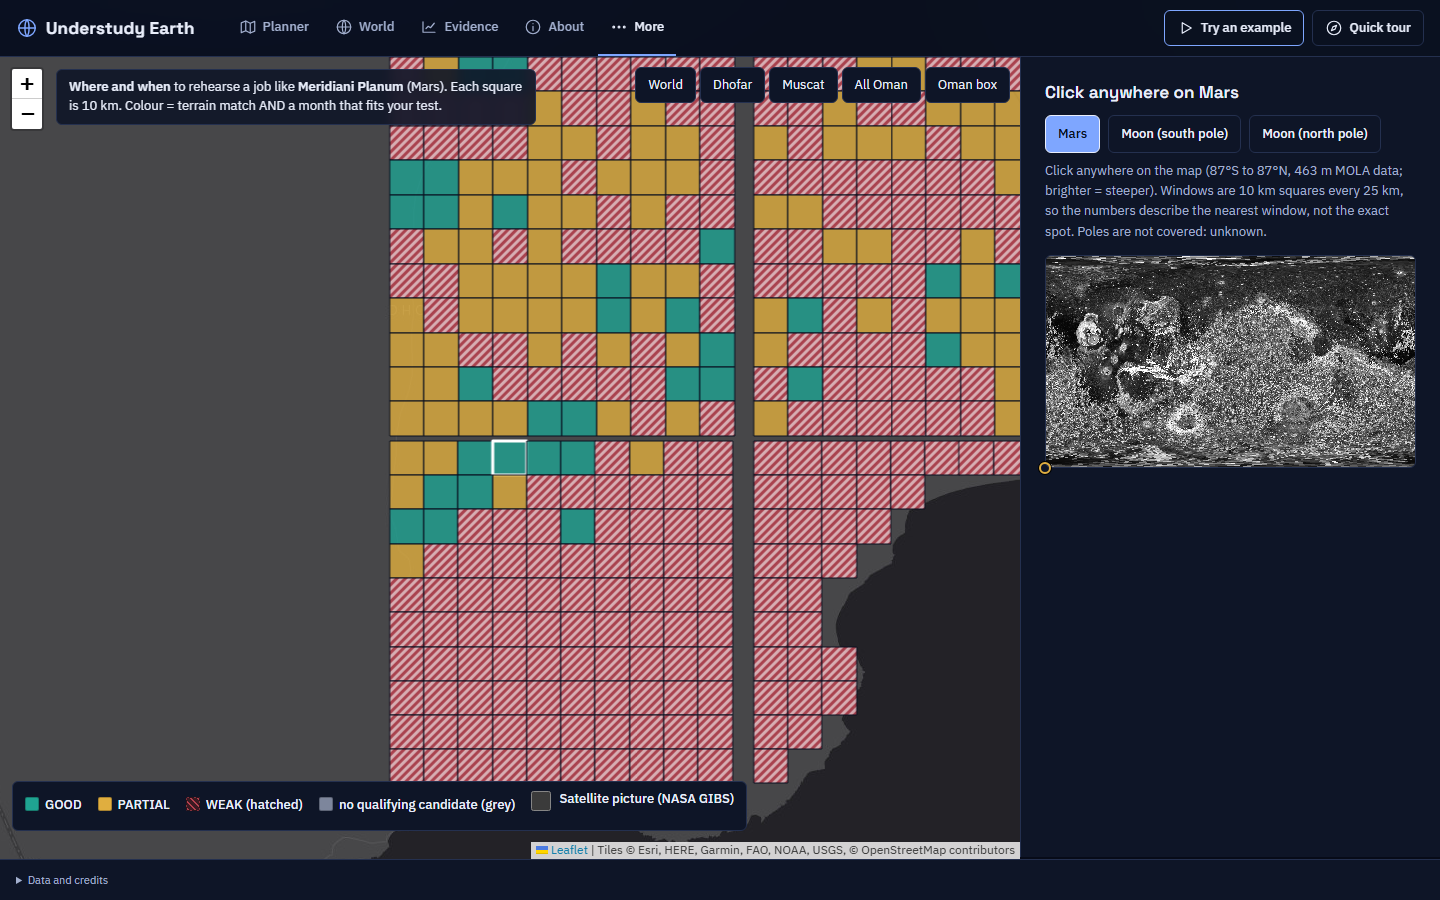 Understudy Earth
Planner
World
Evidence
About
More
Try an example
Quick tour
+
−
Where and when to rehearse a job like Meridiani Planum (Mars). Each square
is 10 km. Colour = terrain match AND a month that fits your test.
World
Dhofar
Muscat
All Oman
Oman box
Click anywhere on Mars
Mars
Moon (south pole)
Moon (north pole)
Click anywhere on the map (87°S to 87°N, 463 m MOLA data;
brighter = steeper). Windows are 10 km squares every 25 km,
so the numbers describe the nearest window, not the exact
spot. Poles are not covered: unknown.
GOOD
PARTIAL
WEAK (hatched)
no qualifying candidate (grey)
Satellite picture (NASA GIBS)
Leaflet | Tiles © Esri, HERE, Garmin, FAO, NOAA, USGS, © OpenStreetMap contributors
Data and credits